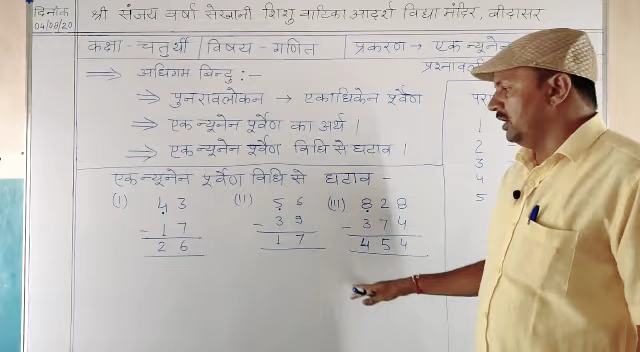 दिनांक 04/08/20
श्री संजय वर्षा सेखानी शिशु वाटिका आदर्श विद्या मंदिर, बीदासर
कक्षा - चतुर्थी | विषय - गणित | प्रकरण → एक न्यूनेन
प्रश्नावली
⇒ अधिगम बिन्दु :-
⇒ पुनरावलोकन → एकाधिकेन पूर्वेण
⇒ एक न्यूनेन पूर्वेण का अर्थ ।
⇒ एक न्यूनेन पूर्वेण विधि से घटाव ।
एक न्यूनेन पूर्वेण विधि से घटाव -
(I) 43 (II) 56 (III) 828
- 17 - 39 - 374
26 17 454
1
2
3
4
5